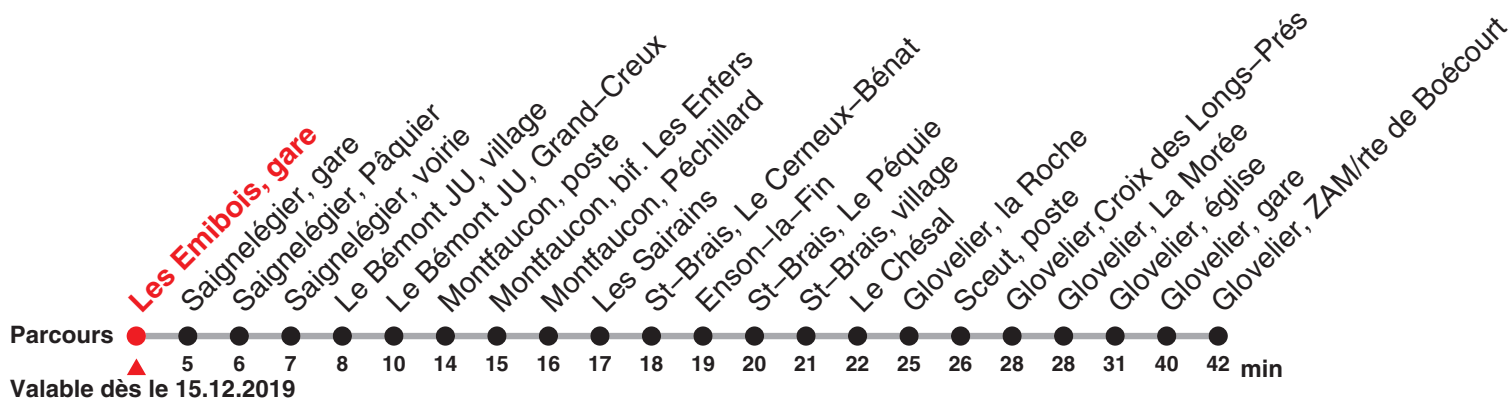 Les Emibois, gare
Saignelégier, gare
Saignelégier, Pâquier
Saignelégier, voirie
Le Bémont JU, village
Le Bémont JU, Grand–Creux
Montfaucon, poste
Montfaucon, bif. Les Enfers
Montfaucon, Péchillard
Les Sairains
St–Brais, Le Cerneux–Bénat
Enson–la–Fin
St–Brais, Le Péquie
St–Brais, village
Le Chésal
Glovelier, la Roche
Sceut, poste
Glovelier, Croix des Longs–Prés
Glovelier, La Morée
Glovelier, église
Glovelier, gare
Glovelier, ZAM/rte de Boécourt
Parcours
5 6 7 8 10 14 15 16 17 18 19 20 21 22 25 26 28 28 31 40 42 min
Valable dès le 15.12.2019